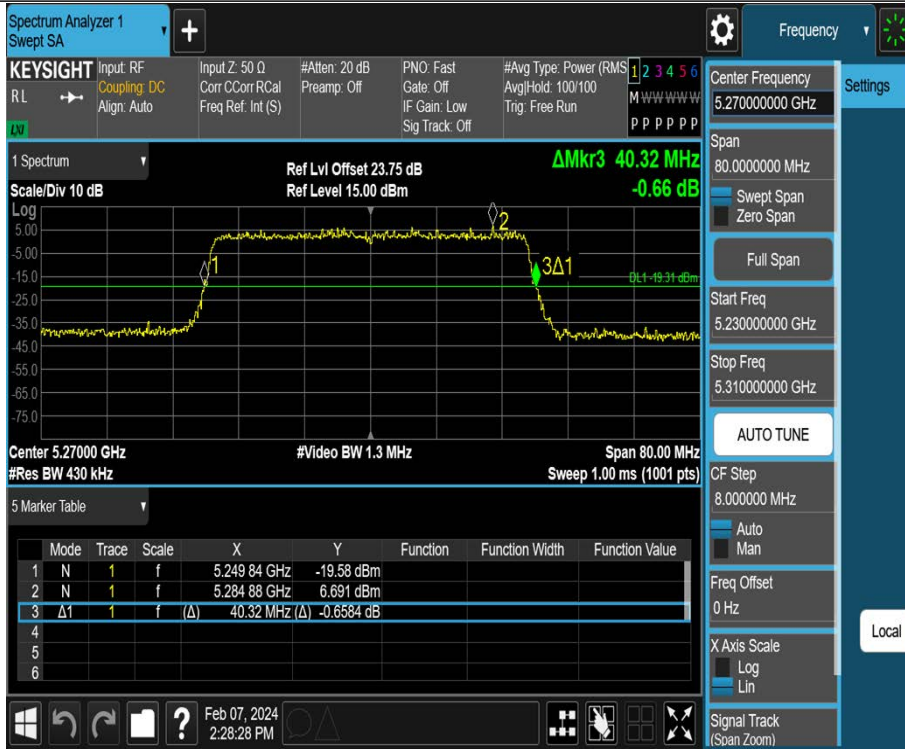 Spectrum Analyzer 1
Swept SA
+
Frequency
KEYSIGHT
RL
LXI
Input: RF
Coupling: DC
Align: Auto
Input Z: 50 Ω
Corr CCorr RCal
Freq Ref: Int (S)
#Atten: 20 dB
Preamp: Off
PNO: Fast
Gate: Off
IF Gain: Low
Sig Track: Off
#Avg Type: Power (RMS
Avg|Hold: 100/100
Trig: Free Run
1 2 3 4 5 6
M W W W W W
P P P P P P
1 Spectrum
Scale/Div 10 dB
Ref Lvl Offset 23.75 dB
Ref Level 15.00 dBm
ΔMkr3 40.32 MHz
-0.66 dB
Log
5.00
-5.00
-15.0
-25.0
-35.0
-45.0
-55.0
-65.0
-75.0
1
2
3Δ1
DL1 -19.31 dBm
Center 5.27000 GHz
#Res BW 430 kHz
#Video BW 1.3 MHz
Span 80.00 MHz
Sweep 1.00 ms (1001 pts)
5 Marker Table
Mode Trace Scale X Y Function Function Width Function Value
1 N 1 f 5.249 84 GHz -19.58 dBm
2 N 1 f 5.284 88 GHz 6.691 dBm
3 Δ1 1 f (Δ) 40.32 MHz (Δ) -0.6584 dB
4
5
6
?
Feb 07, 2024
2:28:28 PM
Center Frequency
5.270000000 GHz
Span
80.0000000 MHz
Swept Span
Zero Span
Full Span
Start Freq
5.230000000 GHz
Stop Freq
5.310000000 GHz
AUTO TUNE
CF Step
8.000000 MHz
Auto
Man
Freq Offset
0 Hz
X Axis Scale
Log
Lin
Signal Track
(Span Zoom)
Settings
Local